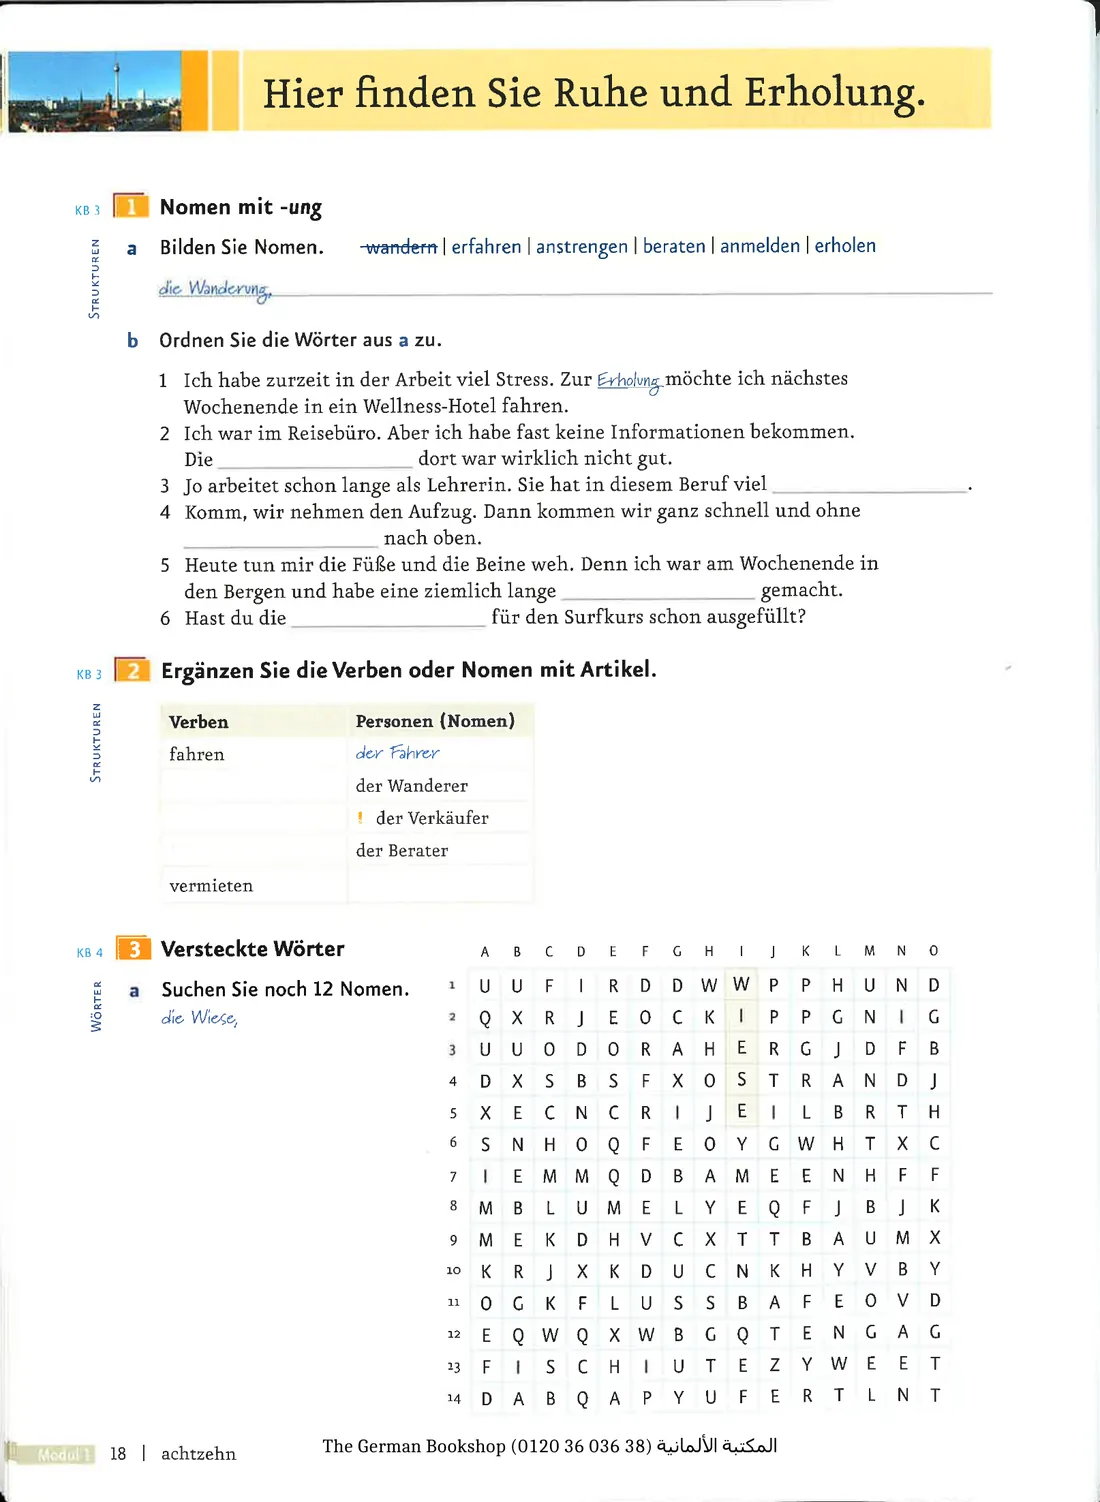 Hier finden Sie Ruhe und Erholung.
KB 3 1 Nomen mit -ung
STRUKTUREN
a Bilden Sie Nomen. wandern | erfahren | anstrengen | beraten | anmelden | erholen
die Wanderung,
b Ordnen Sie die Wörter aus a zu.
1 Ich habe zurzeit in der Arbeit viel Stress. Zur Erholung möchte ich nächstes
Wochenende in ein Wellness-Hotel fahren.
2 Ich war im Reisebüro. Aber ich habe fast keine Informationen bekommen.
Die ____________ dort war wirklich nicht gut.
3 Jo arbeitet schon lange als Lehrerin. Sie hat in diesem Beruf viel ____________.
4 Komm, wir nehmen den Aufzug. Dann kommen wir ganz schnell und ohne
____________ nach oben.
5 Heute tun mir die Füße und die Beine weh. Denn ich war am Wochenende in
den Bergen und habe eine ziemlich lange ____________ gemacht.
6 Hast du die ____________ für den Surfkurs schon ausgefüllt?
KB 3 2 Ergänzen Sie die Verben oder Nomen mit Artikel.
STRUKTUREN
Verben Personen (Nomen)
fahren der Fahrer
der Wanderer
! der Verkäufer
der Berater
vermieten
KB 4 3 Versteckte Wörter
WÖRTER
a Suchen Sie noch 12 Nomen.
die Wiese,
A B C D E F G H I J K L M N O
1 U U F I R D D W W P P H U N D
2 Q X R J E O C K I P P G N I G
3 U U O D O R A H E R G J D F B
4 D X S B S F X O S T R A N D J
5 X E C N C R I J E I L B R T H
6 S N H O Q F E O Y G W H T X C
7 I E M M Q D B A M E E N H F F
8 M B L U M E L Y E Q F J B J K
9 M E K D H V C X T T B A U M X
10 K R J X K D U C N K H Y V B Y
11 O G K F L U S S B A F E O V D
12 E Q W Q X W B G Q T E N G A G
13 F I S C H I U T E Z Y W E E T
14 D A B Q A P Y U F E R T L N T
Modul 1 18 | achtzehn
The German Bookshop (0120 36 036 38) المكتبة الألمانية